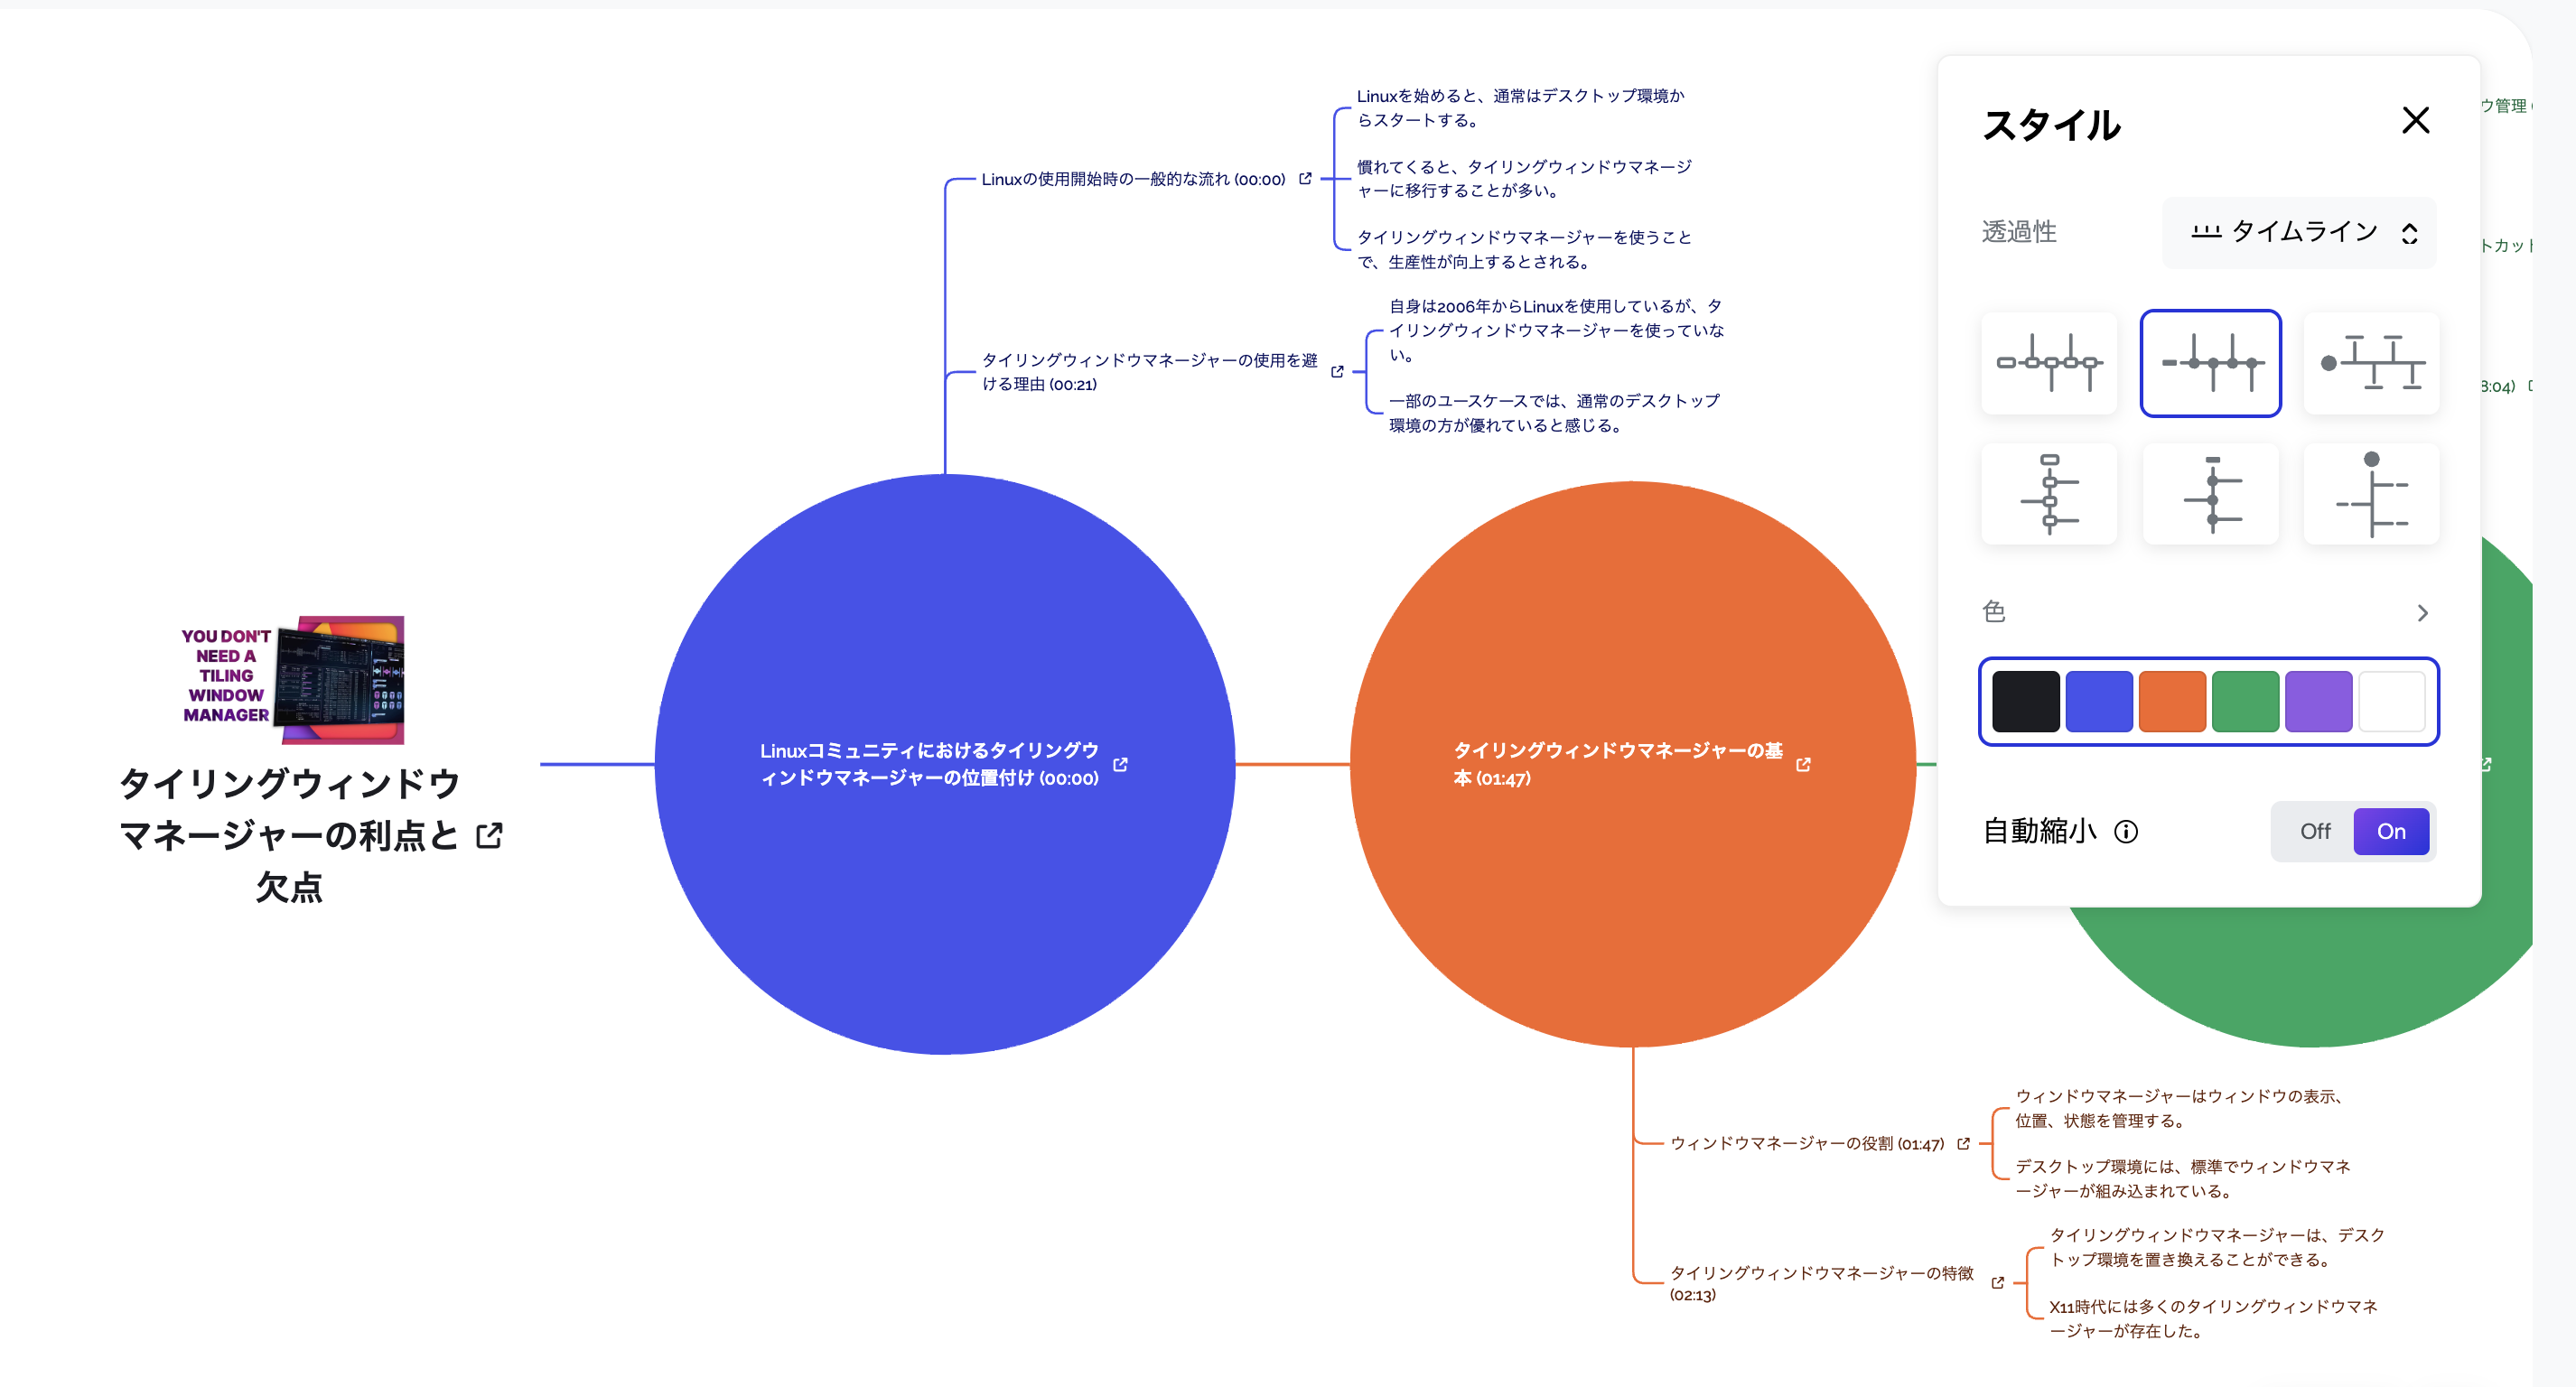 Linuxを始めると、通常はデスクトップ環境か
らスタートする。
Linuxの使用開始時の一般的な流れ (00:00)
慣れてくると、タイリングウィンドウマネージ
ャーに移行することが多い。
タイリングウィンドウマネージャーを使うこと
で、生産性が向上するとされる。
タイリングウィンドウマネージャーの使用を避
ける理由 (00:21)
自身は2006年からLinuxを使用しているが、タ
イリングウィンドウマネージャーを使っていな
い。
一部のユースケースでは、通常のデスクトップ
環境の方が優れていると感じる。
YOU DON'T
NEED A
TILING
WINDOW
MANAGER
タイリングウィンドウ
マネージャーの利点と
欠点
Linuxコミュニティにおけるタイリングウ
ィンドウマネージャーの位置付け (00:00)
タイリングウィンドウマネージャーの基
本 (01:47)
ウィンドウマネージャーの役割 (01:47)
ウィンドウマネージャーはウィンドウの表示、
位置、状態を管理する。
デスクトップ環境には、標準でウィンドウマネ
ージャーが組み込まれている。
タイリングウィンドウマネージャーの特徴
(02:13)
タイリングウィンドウマネージャーは、デスク
トップ環境を置き換えることができる。
X11時代には多くのタイリングウィンドウマネ
ージャーが存在した。
スタイル
透過性
タイムライン
色
自動縮小
Off
On
ウ管理
トカット
8:04)